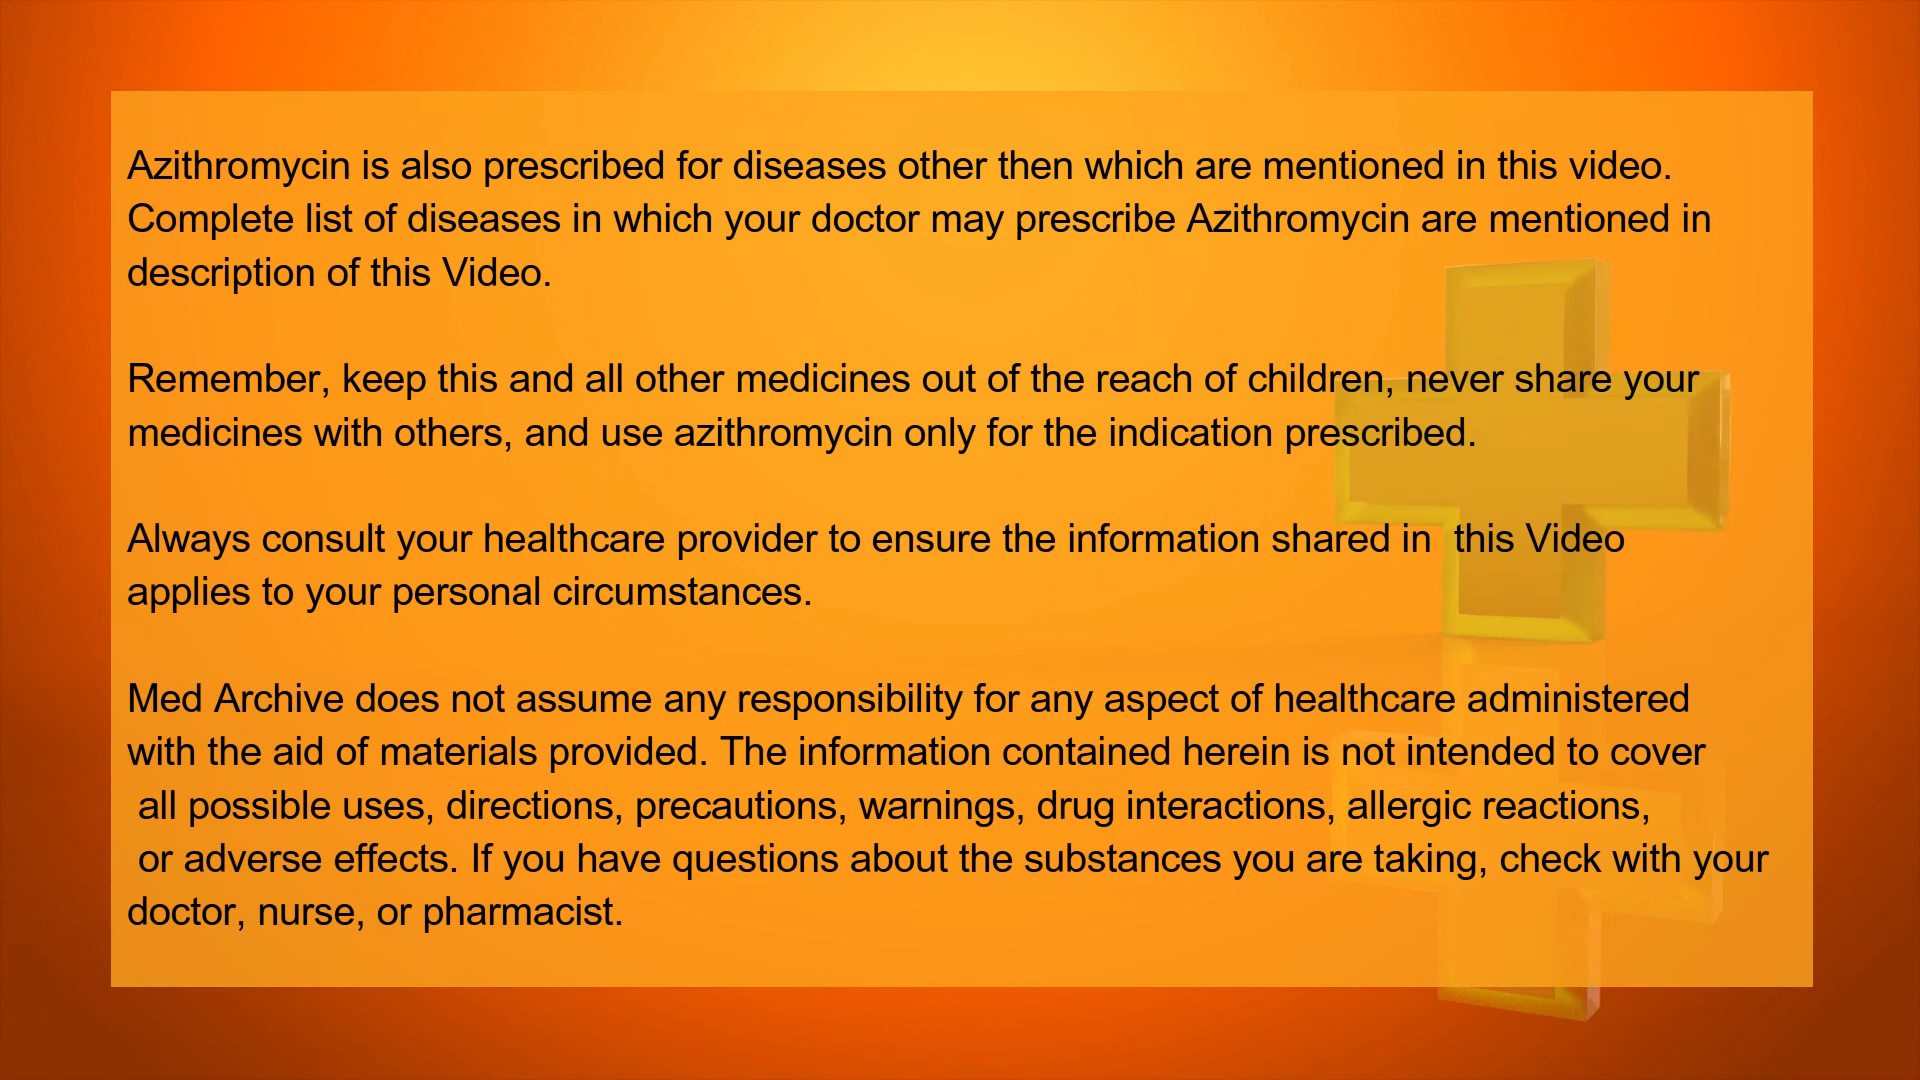 Azithromycin is also prescribed for diseases other then which are mentioned in this video.
Complete list of diseases in which your doctor may prescribe Azithromycin are mentioned in
description of this Video.
Remember, keep this and all other medicines out of the reach of children, never share your
medicines with others, and use azithromycin only for the indication prescribed.
Always consult your healthcare provider to ensure the information shared in  this Video
applies to your personal circumstances.
Med Archive does not assume any responsibility for any aspect of healthcare administered
with the aid of materials provided. The information contained herein is not intended to cover
all possible uses, directions, precautions, warnings, drug interactions, allergic reactions,
or adverse effects. If you have questions about the substances you are taking, check with your
doctor, nurse, or pharmacist.